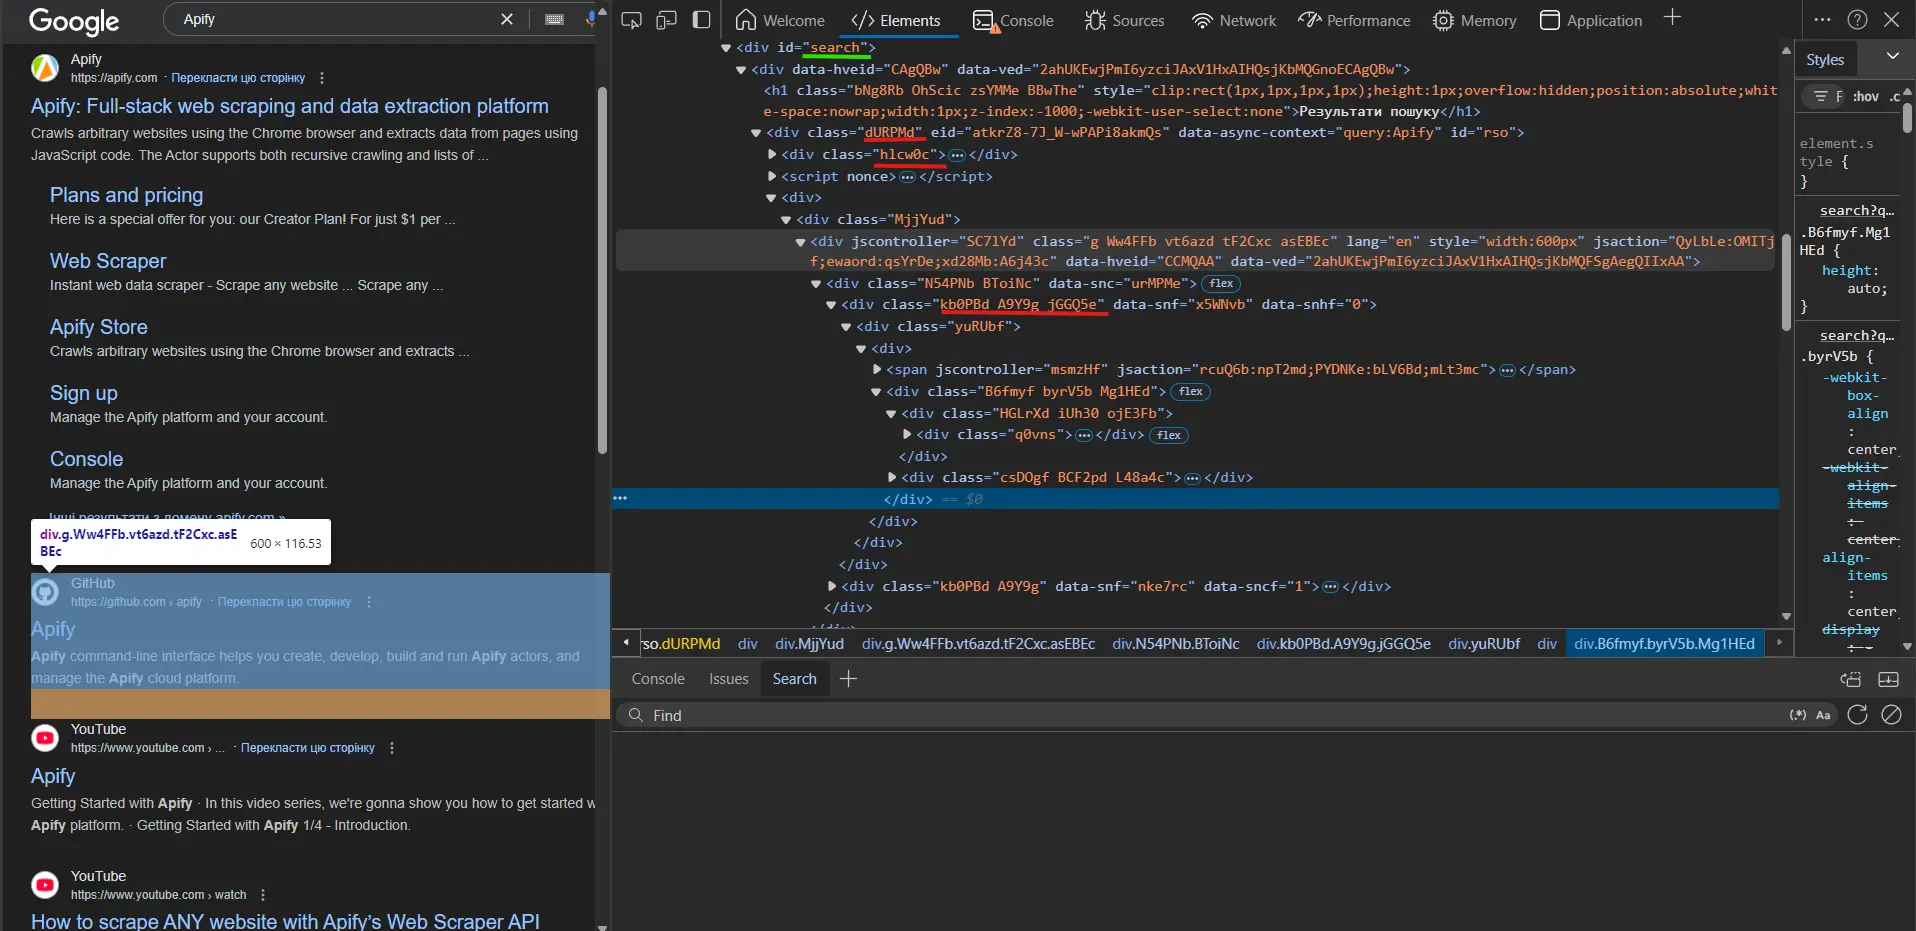 Google
Apify
Apify
https://apify.com · Перекласти цю сторінку
Apify: Full-stack web scraping and data extraction platform
Crawls arbitrary websites using the Chrome browser and extracts data from pages using
JavaScript code. The Actor supports both recursive crawling and lists of ...
Plans and pricing
Here is a special offer for you: our Creator Plan! For just $1 per ...
Web Scraper
Instant web data scraper - Scrape any website ... Scrape any ...
Apify Store
Crawls arbitrary websites using the Chrome browser and extracts ...
Sign up
Manage the Apify platform and your account.
Console
Manage the Apify platform and your account.
Інші результати з домену apify.com »
div.g.Ww4FFb.vt6azd.tF2Cxc.asE
BEc
600 × 116.53
GitHub
https://github.com › apify · Перекласти цю сторінку
Apify
Apify command-line interface helps you create, develop, build and run Apify actors, and
manage the Apify cloud platform.
YouTube
https://www.youtube.com › ... · Перекласти цю сторінку
Apify
Getting Started with Apify · In this video series, we're gonna show you how to get started w
Apify platform. · Getting Started with Apify 1/4 - Introduction.
YouTube
https://www.youtube.com › watch
How to scrape ANY website with Apify's Web Scraper API
Welcome
</> Elements
Console
Sources
Network
Performance
Memory
Application
<div id="search">
<div data-hveid="CAgQBw" data-ved="2ahUKEwjPmI6yzciJAxV1HxAIHQsjKbMQGnoECAgQBw">
<h1 class="bNg8Rb OhScic zsYMMe BBwThe" style="clip:rect(1px,1px,1px,1px);height:1px;overflow:hidden;position:absolute;whit
e-space:nowrap;width:1px;z-index:-1000;-webkit-user-select:none">Результати пошуку</h1>
<div class="dURPMd" eid="atkrZ8-7J_W-wPAPi8akmQs" data-async-context="query:Apify" id="rso">
<div class="hlcw0c">…</div>
<script nonce>…</script>
<div>
<div class="MjjYud">
<div jscontroller="SC7lYd" class="g Ww4FFb vt6azd tF2Cxc asEBEc" lang="en" style="width:600px" jsaction="QyLbLe:OMITj
f;ewaord:qsYrDe;xd28Mb:A6j43c" data-hveid="CCMQAA" data-ved="2ahUKEwjPmI6yzciJAxV1HxAIHQsjKbMQFSgAegQIIxAA">
<div class="N54PNb BToiNc" data-snc="urMPMe"> flex
<div class="kb0PBd A9Y9g jGGQ5e" data-snf="x5WNvb" data-snhf="0">
<div class="yuRUbf">
<div>
<span jscontroller="msmzHf" jsaction="rcuQ6b:npT2md;PYDNKe:bLV6Bd;mLt3mc">…</span>
<div class="B6fmyf byrV5b Mg1HEd"> flex
<div class="HGLrXd iUh30 ojE3Fb">
<div class="q0vns">…</div> flex
</div>
<div class="csDOgf BCF2pd L48a4c">…</div>
</div> == $0
</div>
</div>
</div>
<div class="kb0PBd A9Y9g" data-snf="nke7rc" data-sncf="1">…</div>
</div>
rso.dURPMd div div.MjjYud div.g.Ww4FFb.vt6azd.tF2Cxc.asEBEc div.N54PNb.BToiNc div.kb0PBd.A9Y9g.jGGQ5e div.yuRUbf div div.B6fmyf.byrV5b.Mg1HEd
Console Issues Search
Find
(.*) Aa
Styles
F :hov .c
element.s
tyle {
}
search?q…
.B6fmyf.Mg1
HEd {
height:
auto;
}
search?q…
.byrV5b {
-webkit-
box-
align
:
center
-webkit-
align-
items
:
center
align-
items
:
center
display
: